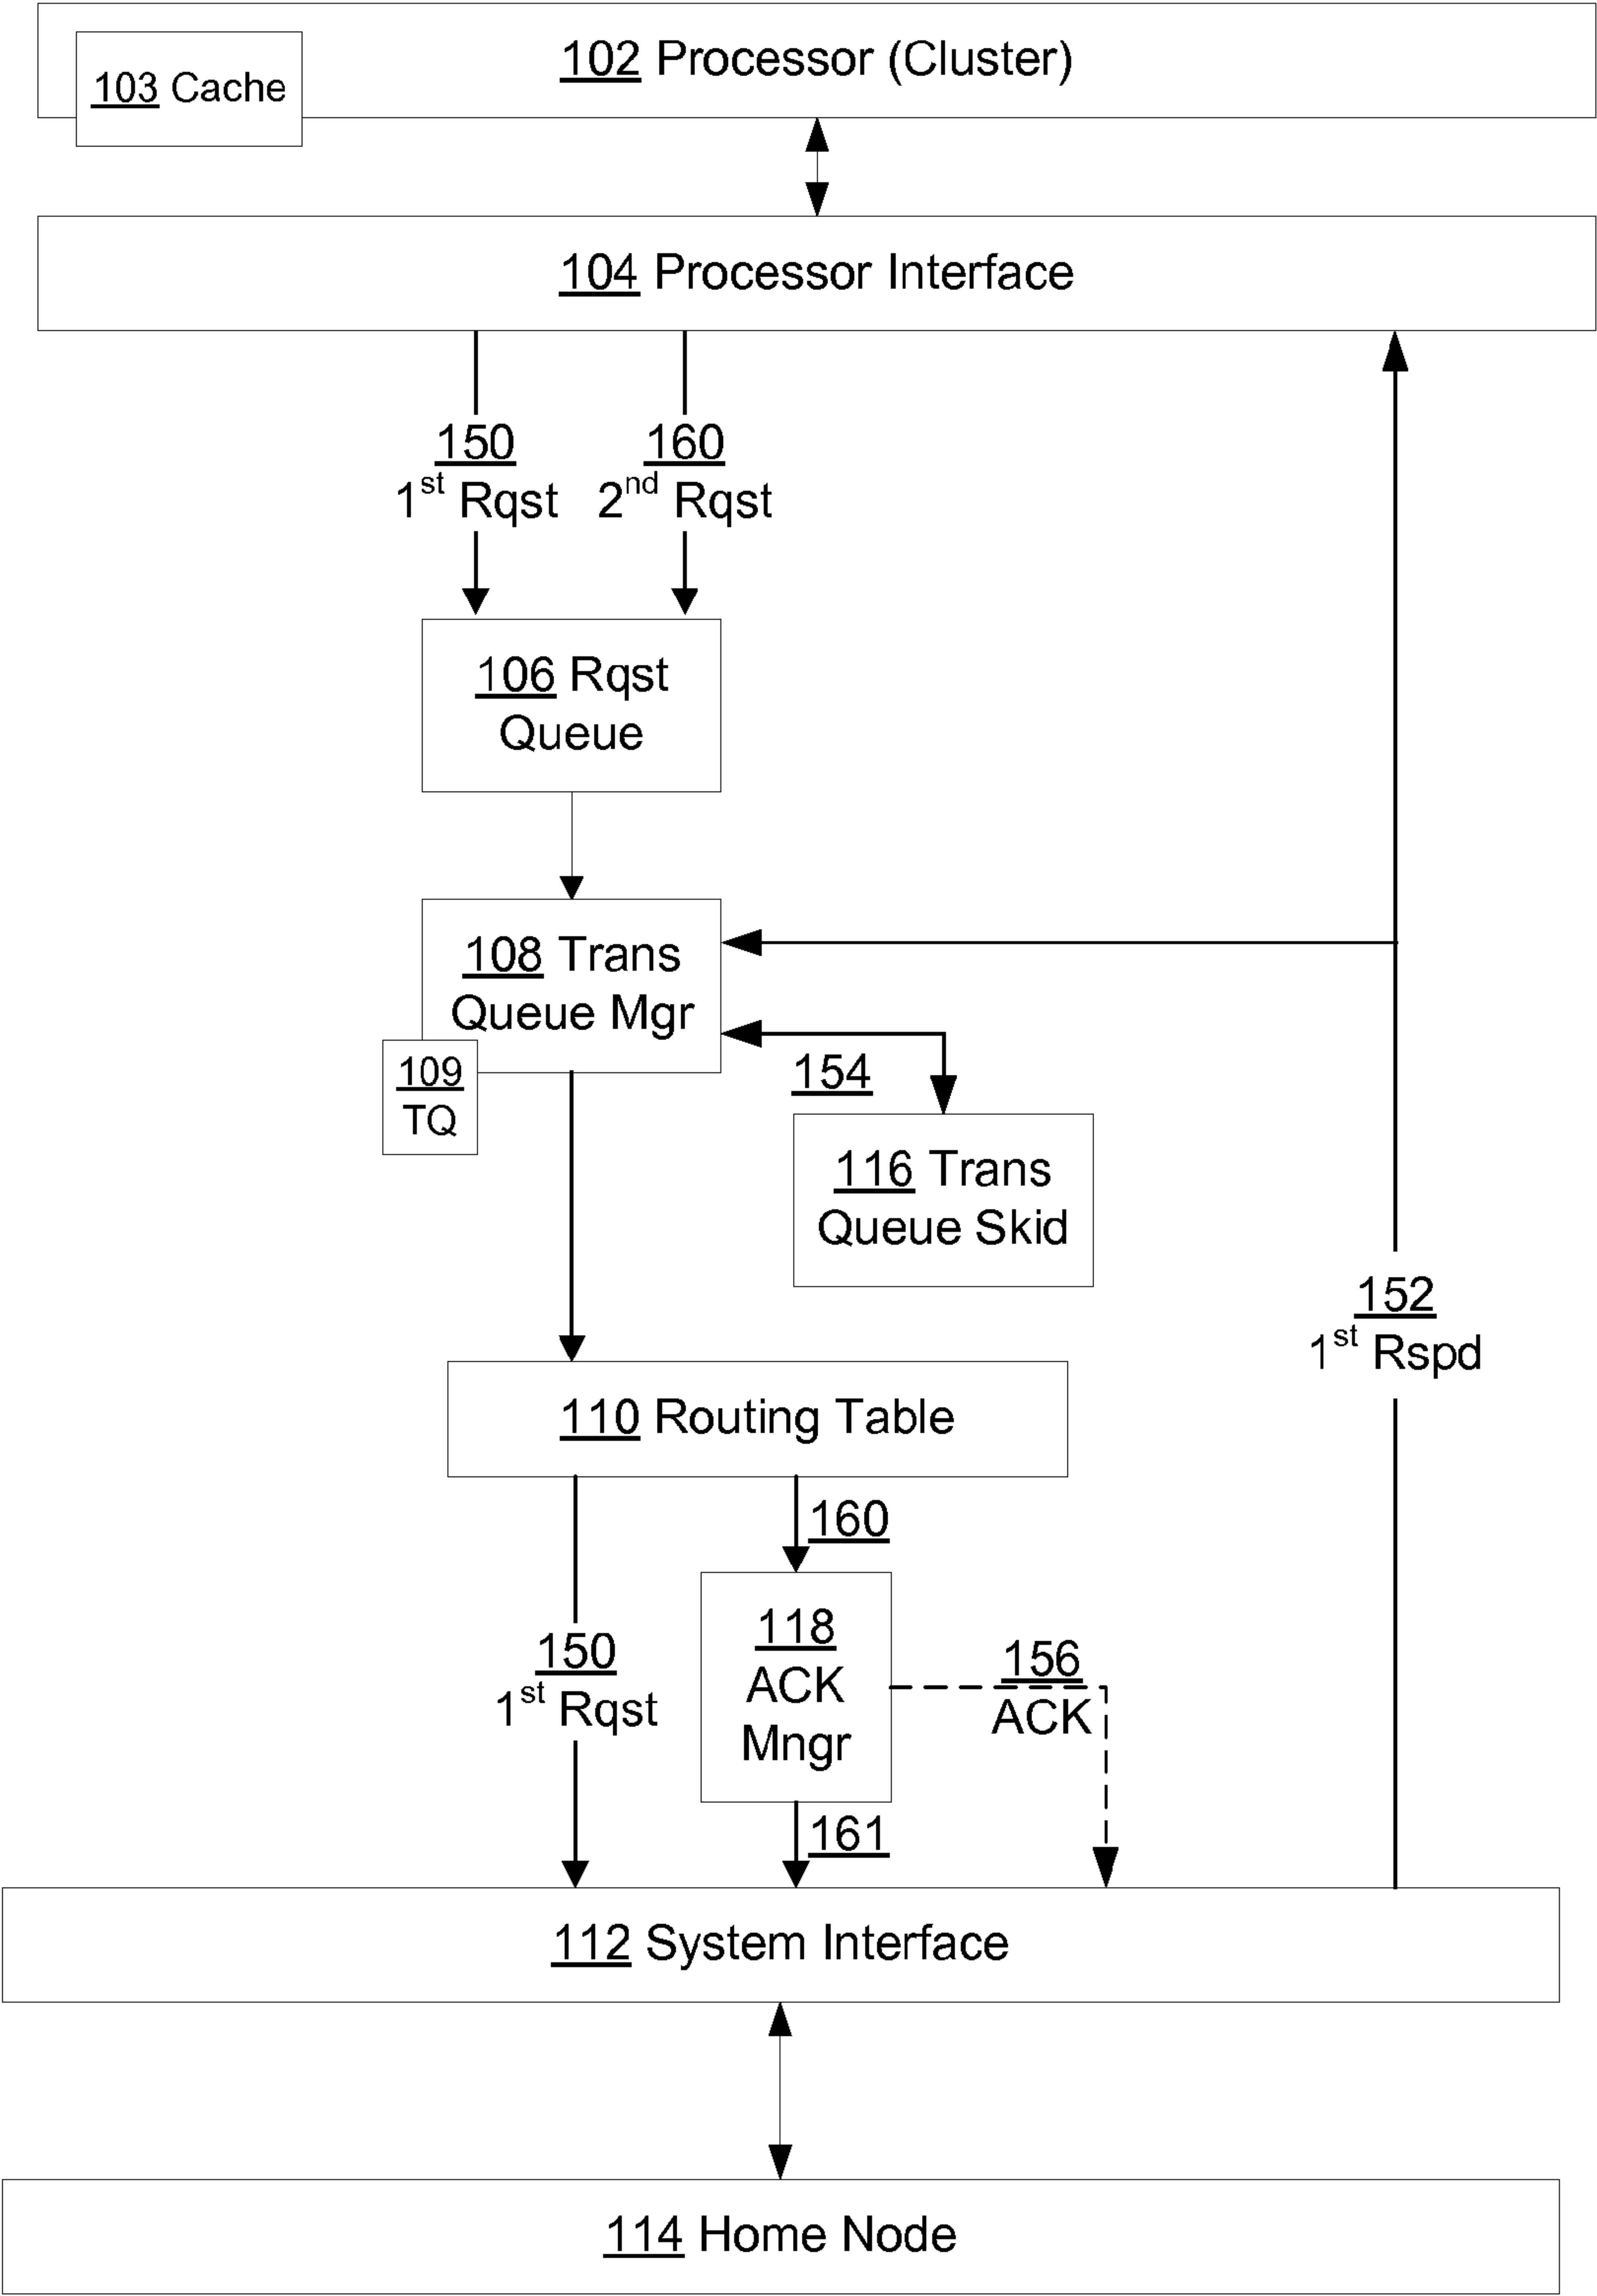 102 Processor (Cluster)
103 Cache
104 Processor Interface
150
1st Rqst
160
2nd Rqst
106 Rqst
Queue
108 Trans
Queue Mgr
109
TQ
154
116 Trans
Queue Skid
152
1st Rspd
110 Routing Table
160
150
1st Rqst
118
ACK
Mngr
156
ACK
161
112 System Interface
114 Home Node